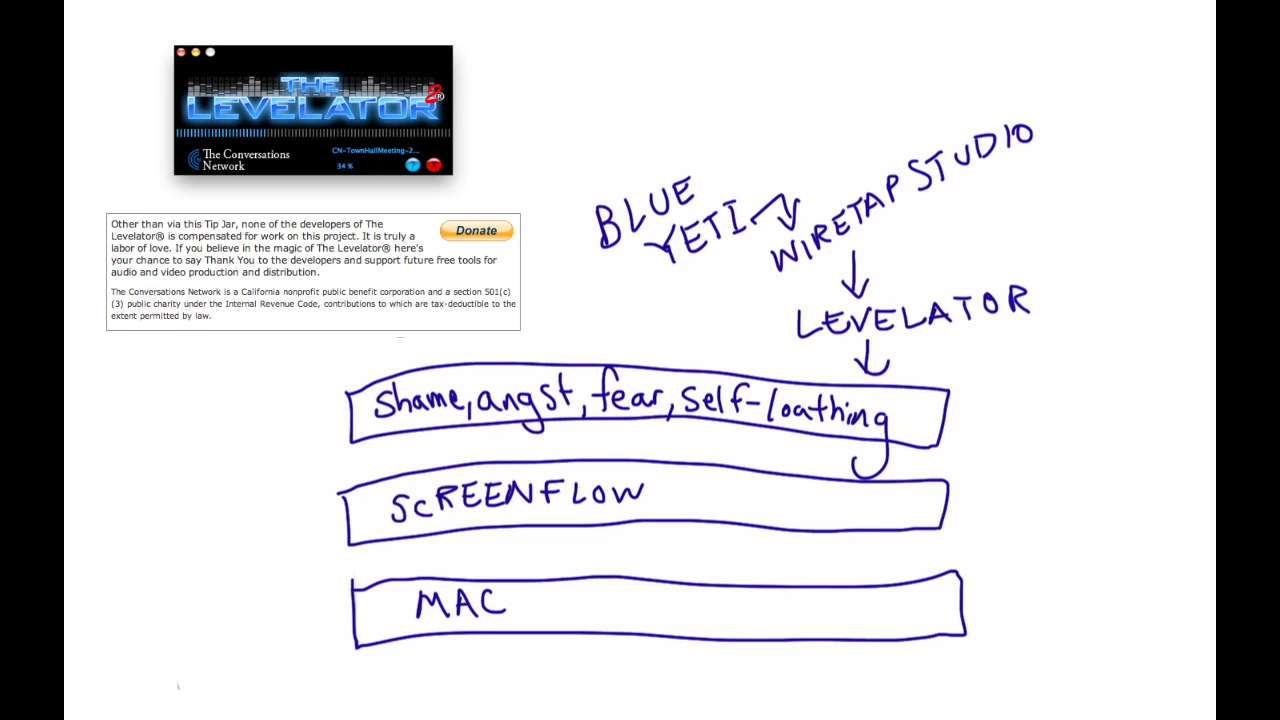 THE
LEVELATOR 2 ®
The Conversations
Network
CN-TownHallMeeting-2...
34 %
?
Other than via this Tip Jar, none of the developers of The
Levelator® is compensated for work on this project. It is truly a
labor of love. If you believe in the magic of The Levelator® here's
your chance to say Thank You to the developers and support future free tools for
audio and video production and distribution.
Donate
The Conversations Network is a California nonprofit public benefit corporation and a section 501(c)
(3) public charity under the Internal Revenue Code, contributions to which are tax-deductible to the
extent permitted by law.
BLUE
YETI
WIRETAP STUDIO
LEVELATOR
shame, angst, fear, self-loathing
SCREENFLOW
MAC